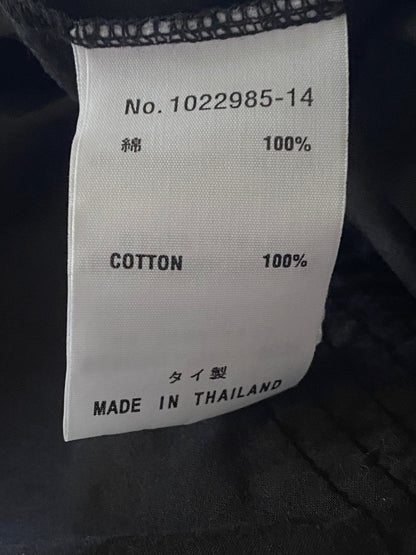 No. 1022985-14
綿 100%
COTTON 100%
タイ製
MADE IN THAILAND